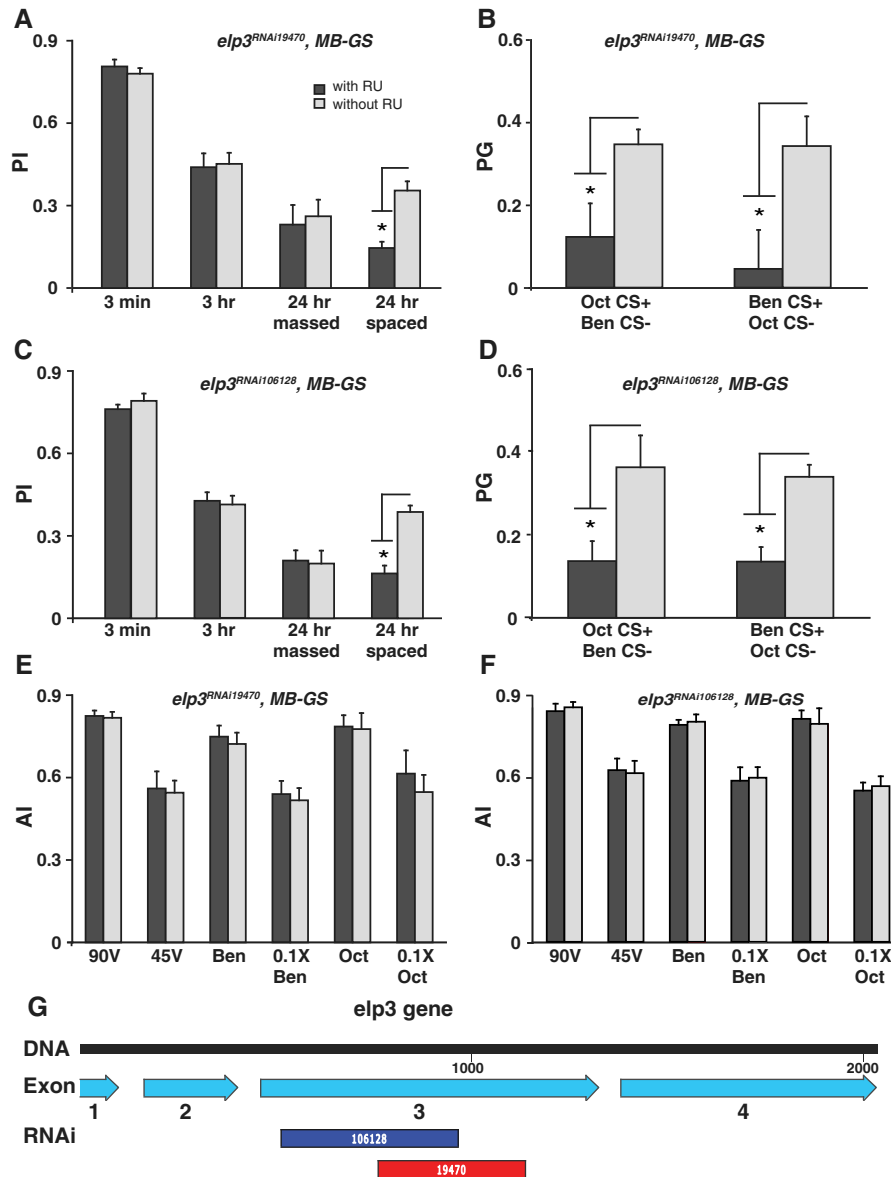 A
elp3RNAi19470, MB-GS
0.9
0.6
0.3
0
PI
with RU
without RU
*
3 min
3 hr
24 hr massed
24 hr spaced
B
elp3RNAi19470, MB-GS
0.6
0.4
0.2
0
PG
*
*
Oct CS+
Ben CS-
Ben CS+
Oct CS-
C
elp3RNAi106128, MB-GS
0.9
0.6
0.3
0
PI
*
3 min
3 hr
24 hr massed
24 hr spaced
D
elp3RNAi106128, MB-GS
0.6
0.4
0.2
0
PG
*
*
Oct CS+
Ben CS-
Ben CS+
Oct CS-
E
elp3RNAi19470, MB-GS
0.9
0.6
0.3
0
AI
90V
45V
Ben
0.1X Ben
Oct
0.1X Oct
F
elp3RNAi106128, MB-GS
0.9
0.6
0.3
0
AI
90V
45V
Ben
0.1X Ben
Oct
0.1X Oct
G
elp3 gene
DNA
1000
2000
Exon
1
2
3
4
RNAi
106128
19470